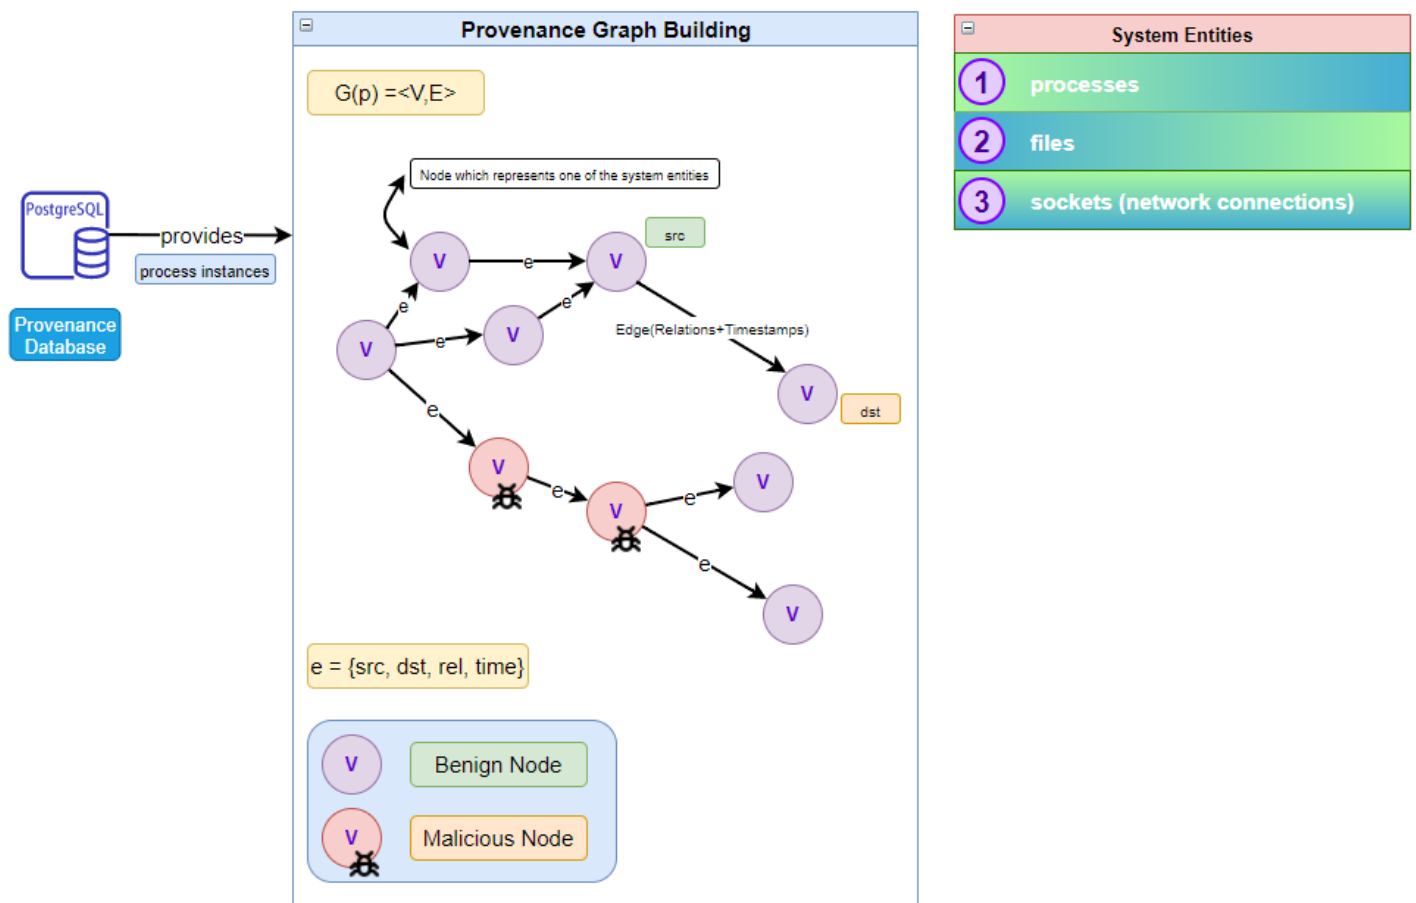 Provenance Graph Building
G(p) =<V,E>
Node which represents one of the system entities
PostgreSQL
provides
process instances
Provenance
Database
src
V
e
V
e
e
V
e
V
Edge(Relations+Timestamps)
V
dst
e
V
e
V
e
V
e
V
e = {src, dst, rel, time}
V
Benign Node
V
Malicious Node
System Entities
1
processes
2
files
3
sockets (network connections)